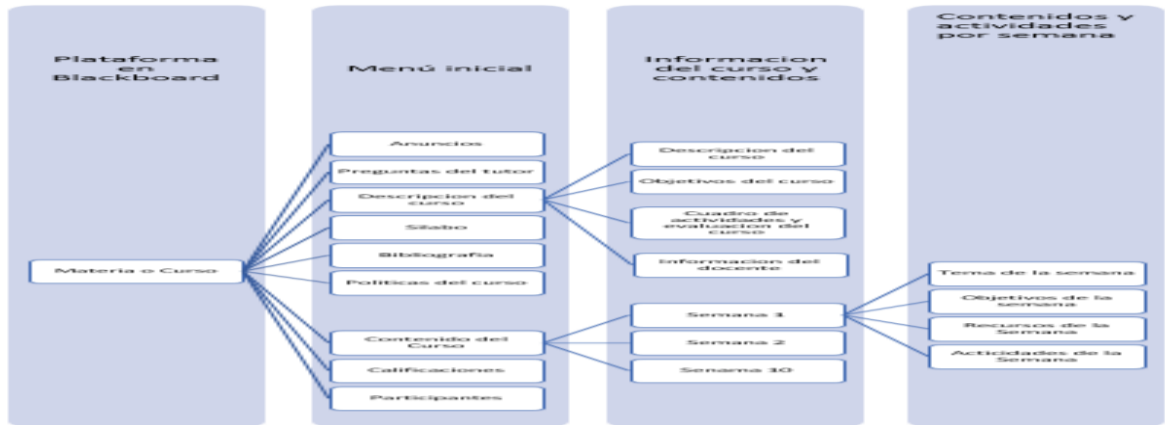 Plataforma
en
Blackboard
Menú inicial
Informacion
del curso y
contenidos
Contenidos y
actividades
por semana
Materia o Curso
Anuncios
Preguntas del tutor
Descripcion del
curso
Sílabo
Bibliografia
Politicas del curso
Contenido del
Curso
Calificaciones
Participantes
Descripcion del
curso
Objetivos del curso
Cuadro de
actividades y
evaluacion del
curso
Informacion del
docente
Semana 1
Semana 2
Senama 10
Tema de la semana
Objetivos de la
semana
Recursos de la
Semana
Acticidades de la
Semana